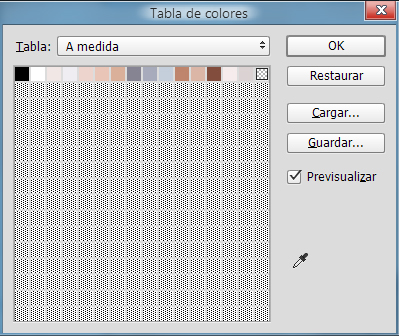 Tabla de colores
Tabla: A medida
OK
Restaurar
Cargar...
Guardar...
Previsualizar